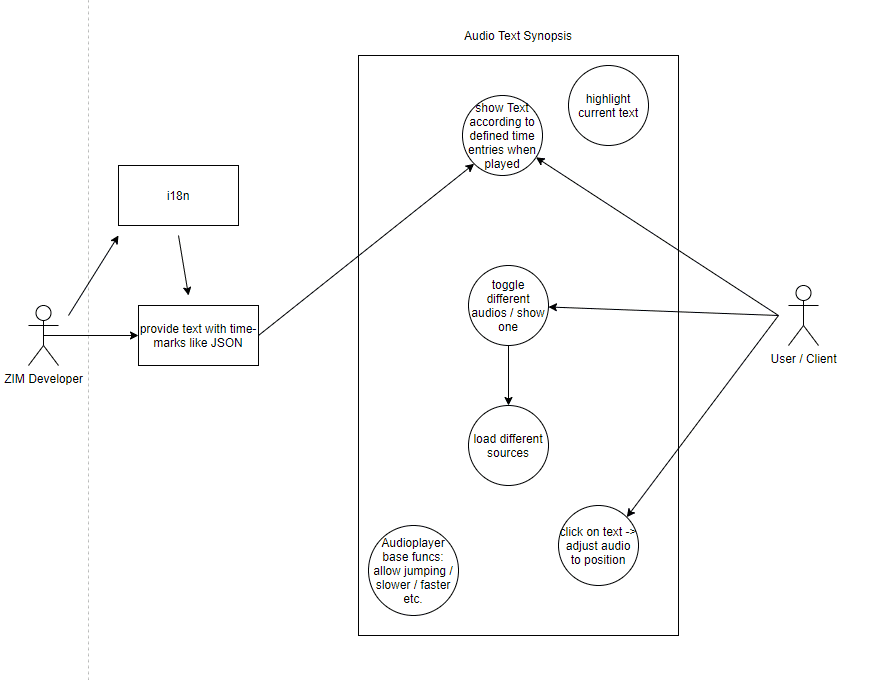 Audio Text Synopsis
highlight
current text
show Text
according to
defined time
entries when
played
i18n
toggle
different
audios / show
one
provide text with time-
marks like JSON
User / Client
ZIM Developer
load different
sources
click on text ->
adjust audio
to position
Audioplayer
base funcs:
allow jumping /
slower / faster
etc.